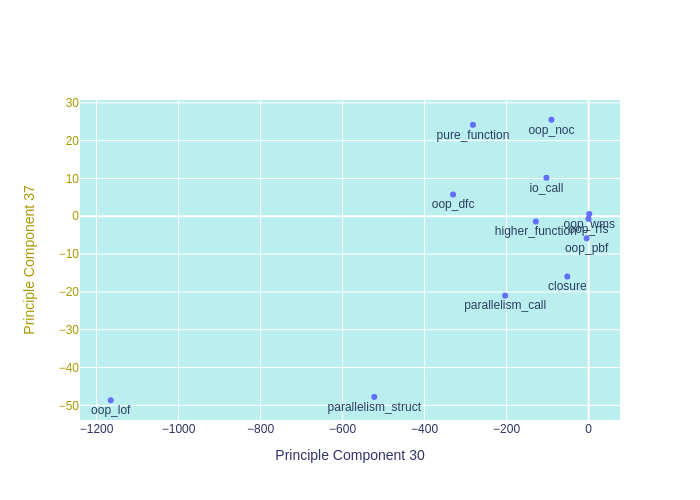 30
20
10
0
−10
−20
−30
−40
−50
Principle Component 37
pure_function
oop_noc
io_call
oop_dfc
oop_wms
higher_function
oop_pbf
closure
parallelism_call
parallelism_struct
oop_lof
−1200
−1000
−800
−600
−400
−200
0
Principle Component 30